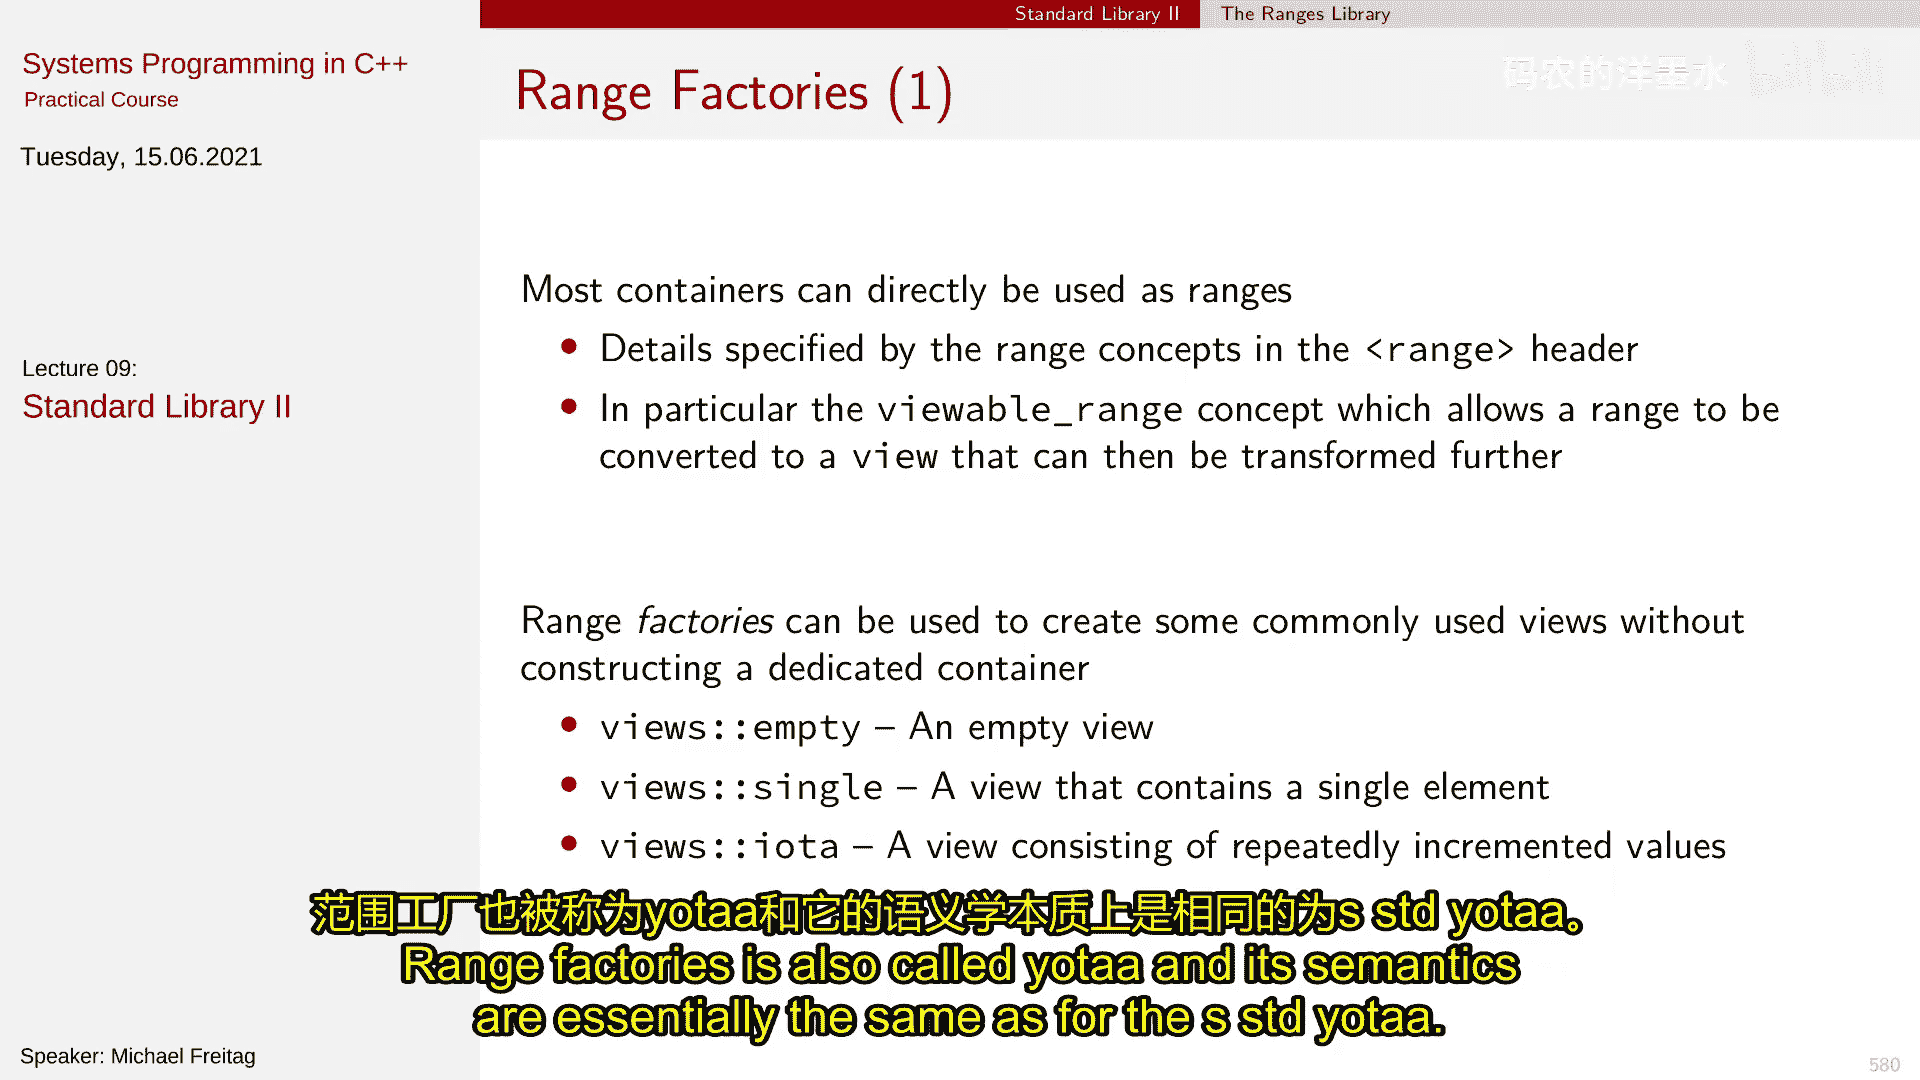 Standard Library II
The Ranges Library
Systems Programming in C++
Practical Course
Tuesday, 15.06.2021
Lecture 09:
Standard Library II
Speaker: Michael Freitag
Range Factories (1)
码农的洋墨水
bilibili
Most containers can directly be used as ranges
• Details specified by the range concepts in the <range> header
• In particular the viewable_range concept which allows a range to be
converted to a view that can then be transformed further
Range factories can be used to create some commonly used views without
constructing a dedicated container
• views::empty – An empty view
• views::single – A view that contains a single element
• views::iota – A view consisting of repeatedly incremented values
范围工厂也被称为yotaa和它的语义学本质上是相同的为s std yotaa。
Range factories is also called yotaa and its semantics
are essentially the same as for the s std yotaa.
580